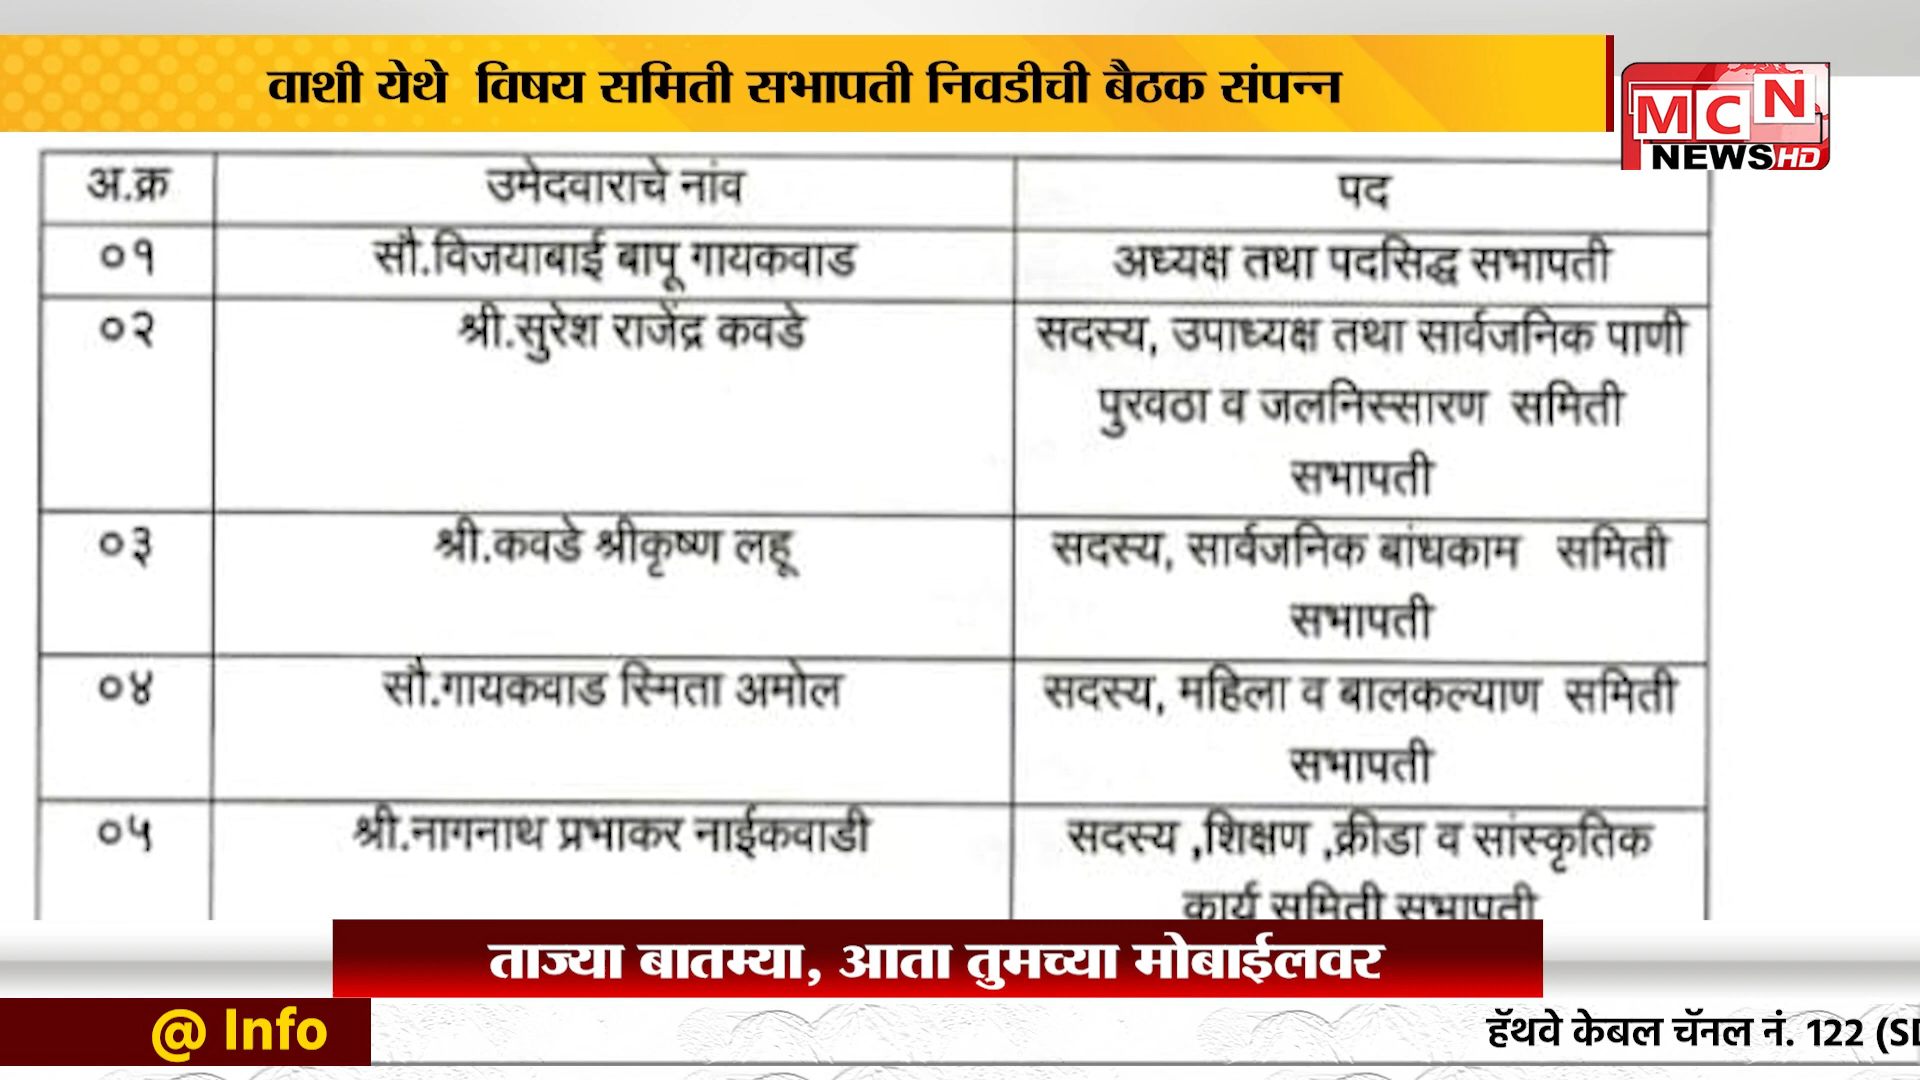 वाशी येथे विषय समिती सभापती निवडीची बैठक संपन्न
MCN
NEWS HD
अ.क्र उमेदवाराचे नांव पद
०१ सौ.विजयाबाई बापू गायकवाड अध्यक्ष तथा पदसिद्ध सभापती
०२ श्री.सुरेश राजेंद्र कवडे सदस्य, उपाध्यक्ष तथा सार्वजनिक पाणी
पुरवठा व जलनिस्सारण समिती
सभापती
०३ श्री.कवडे श्रीकृष्ण लहू सदस्य, सार्वजनिक बांधकाम समिती
सभापती
०४ सौ.गायकवाड स्मिता अमोल सदस्य, महिला व बालकल्याण समिती
सभापती
०५ श्री.नागनाथ प्रभाकर नाईकवाडी सदस्य ,शिक्षण ,क्रीडा व सांस्कृतिक
कार्य समिती सभापती
ताज्या बातम्या, आता तुमच्या मोबाईलवर
@ Info
हॅथवे केबल चॅनल नं. 122